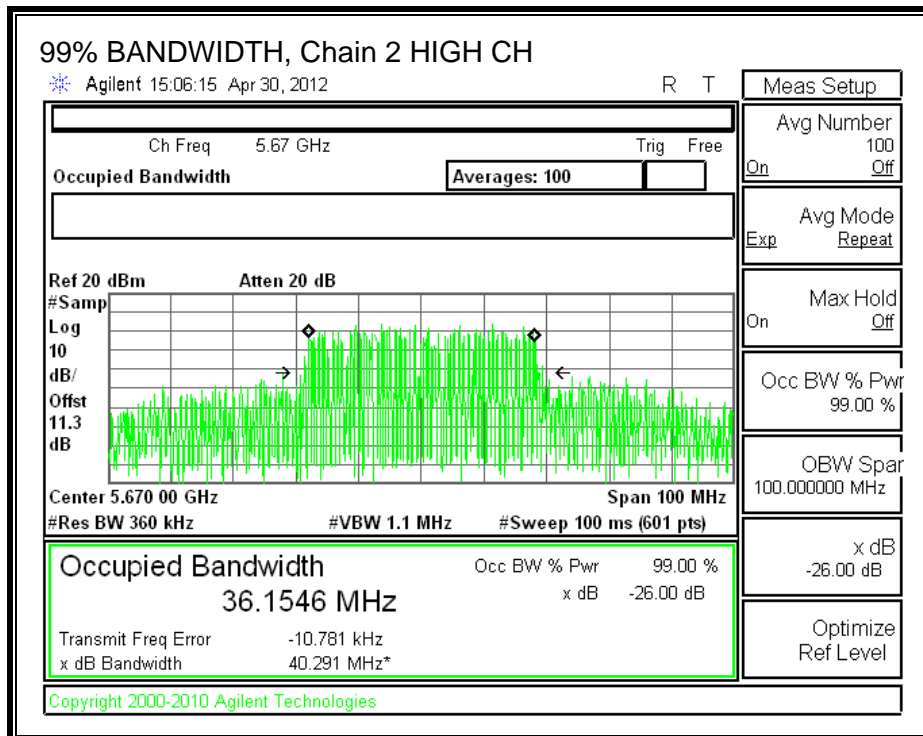 99% BANDWIDTH, Chain 2 HIGH CH
Agilent 15:06:15 Apr 30, 2012 R T
Ch Freq 5.67 GHz Trig Free
Occupied Bandwidth Averages: 100
Ref 20 dBm Atten 20 dB
#Samp
Log
10
dB/
Offst
11.3
dB
Center 5.670 00 GHz Span 100 MHz
#Res BW 360 kHz #VBW 1.1 MHz #Sweep 100 ms (601 pts)
Occupied Bandwidth Occ BW % Pwr 99.00 %
36.1546 MHz x dB -26.00 dB
Transmit Freq Error -10.781 kHz
x dB Bandwidth 40.291 MHz*
Copyright 2000-2010 Agilent Technologies
Meas Setup
Avg Number
100
On Off
Avg Mode
Exp Repeat
Max Hold
On Off
Occ BW % Pwr
99.00 %
OBW Span
100.000000 MHz
x dB
-26.00 dB
Optimize
Ref Level